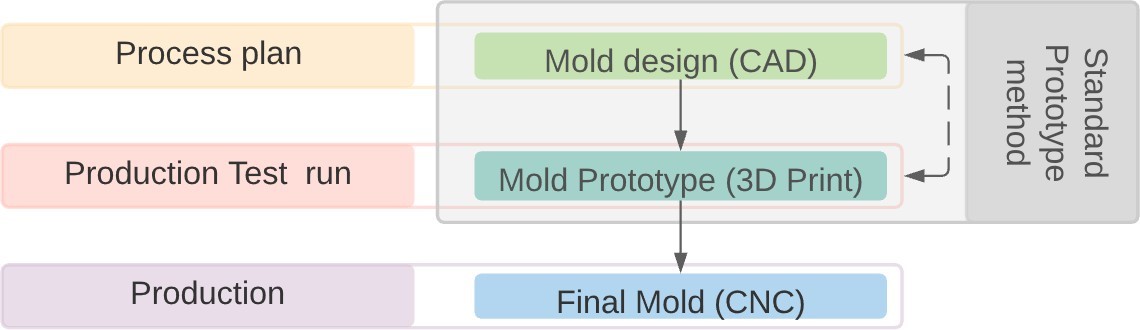 Process plan
Mold design (CAD)
Production Test  run
Mold Prototype (3D Print)
Production
Final Mold (CNC)
Standard
Prototype
method